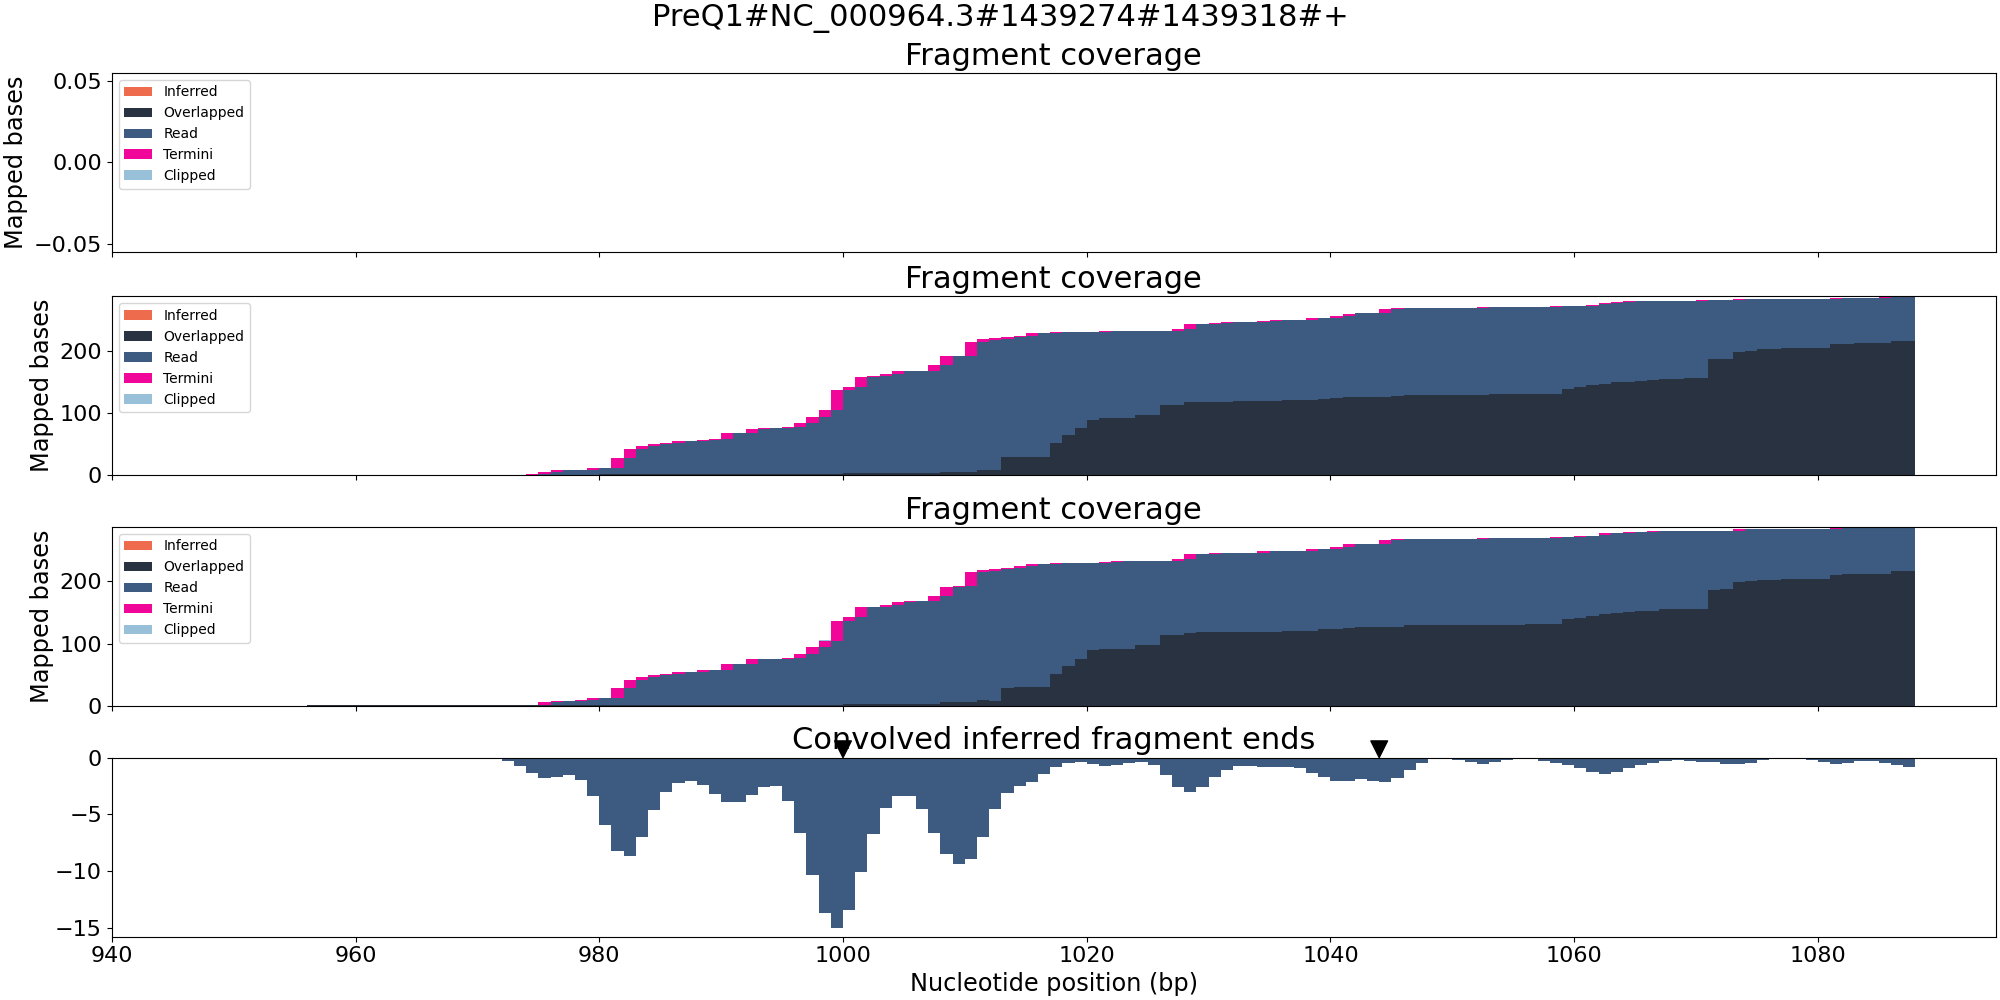 PreQ1#NC_000964.3#1439274#1439318#+
Fragment coverage
Mapped bases
0.05
0.00
−0.05
Inferred
Overlapped
Read
Termini
Clipped
Fragment coverage
Mapped bases
200
100
0
Inferred
Overlapped
Read
Termini
Clipped
Fragment coverage
Mapped bases
200
100
0
Inferred
Overlapped
Read
Termini
Clipped
Convolved inferred fragment ends
0
−5
−10
−15
940 960 980 1000 1020 1040 1060 1080
Nucleotide position (bp)